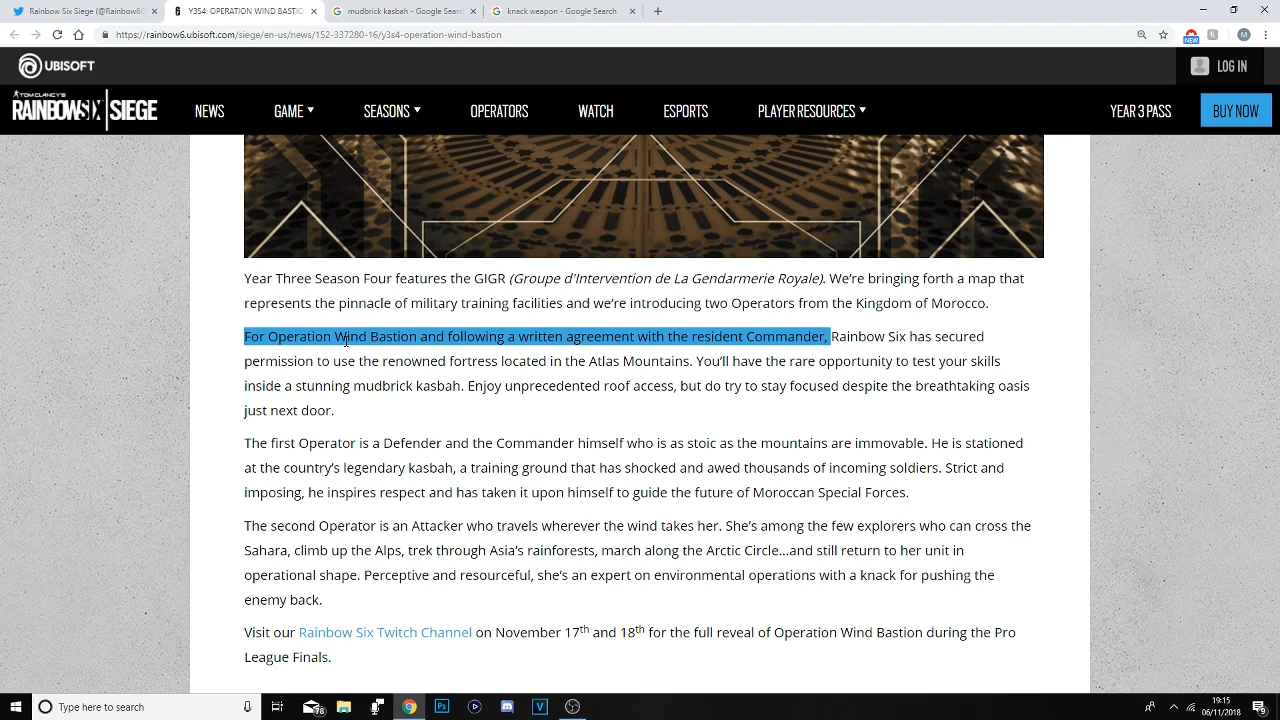 Rainbow Six Siege (@Rainbow6G
Y3S4: OPERATION WIND BASTIO
mudbrick kasbah - Google Searc
knack weapon - Google Search
https://rainbow6.ubisoft.com/siege/en-us/news/152-337280-16/y3s4-operation-wind-bastion
NEW
M
UBISOFT
LOG IN
TOM CLANCY'S
RAINBOWSIX | SIEGE
NEWS
GAME
SEASONS
OPERATORS
WATCH
ESPORTS
PLAYER RESOURCES
YEAR 3 PASS
BUY NOW
Year Three Season Four features the GIGR (Groupe d'Intervention de La Gendarmerie Royale). We're bringing forth a map that
represents the pinnacle of military training facilities and we're introducing two Operators from the Kingdom of Morocco.
For Operation Wind Bastion and following a written agreement with the resident Commander, Rainbow Six has secured
permission to use the renowned fortress located in the Atlas Mountains. You'll have the rare opportunity to test your skills
inside a stunning mudbrick kasbah. Enjoy unprecedented roof access, but do try to stay focused despite the breathtaking oasis
just next door.
The first Operator is a Defender and the Commander himself who is as stoic as the mountains are immovable. He is stationed
at the country's legendary kasbah, a training ground that has shocked and awed thousands of incoming soldiers. Strict and
imposing, he inspires respect and has taken it upon himself to guide the future of Moroccan Special Forces.
The second Operator is an Attacker who travels wherever the wind takes her. She's among the few explorers who can cross the
Sahara, climb up the Alps, trek through Asia's rainforests, march along the Arctic Circle...and still return to her unit in
operational shape. Perceptive and resourceful, she's an expert on environmental operations with a knack for pushing the
enemy back.
Visit our Rainbow Six Twitch Channel on November 17th and 18th for the full reveal of Operation Wind Bastion during the Pro
League Finals.
Type here to search
78
Ps
V
19:15
06/11/2018